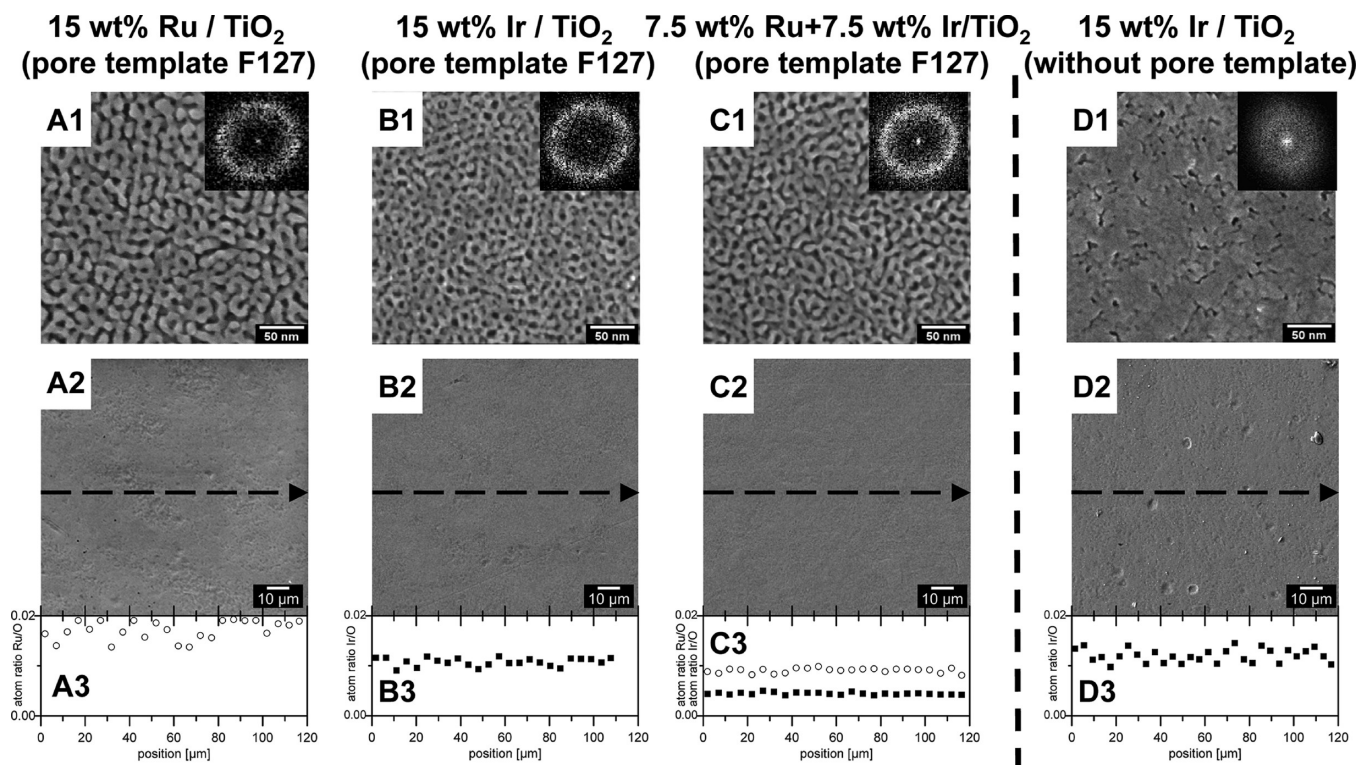 15 wt% Ru / TiO₂
(pore template F127)
15 wt% Ir / TiO₂
(pore template F127)
7.5 wt% Ru+7.5 wt% Ir/TiO₂
(pore template F127)
15 wt% Ir / TiO₂
(without pore template)
A1
50 nm
B1
50 nm
C1
50 nm
D1
50 nm
A2
10 µm
B2
10 µm
C2
10 µm
D2
10 µm
atom ratio Ru/O
0.02
0.00
A3
0 20 40 60 80 100 120
position [µm]
atom ratio Ir/O
0.02
0.00
B3
0 20 40 60 80 100 120
position [µm]
atom ratio Ru/O
atom ratio Ir/O
0.02
0.00
C3
0 20 40 60 80 100 120
position [µm]
atom ratio Ir/O
0.02
0.00
D3
0 20 40 60 80 100 120
position [µm]